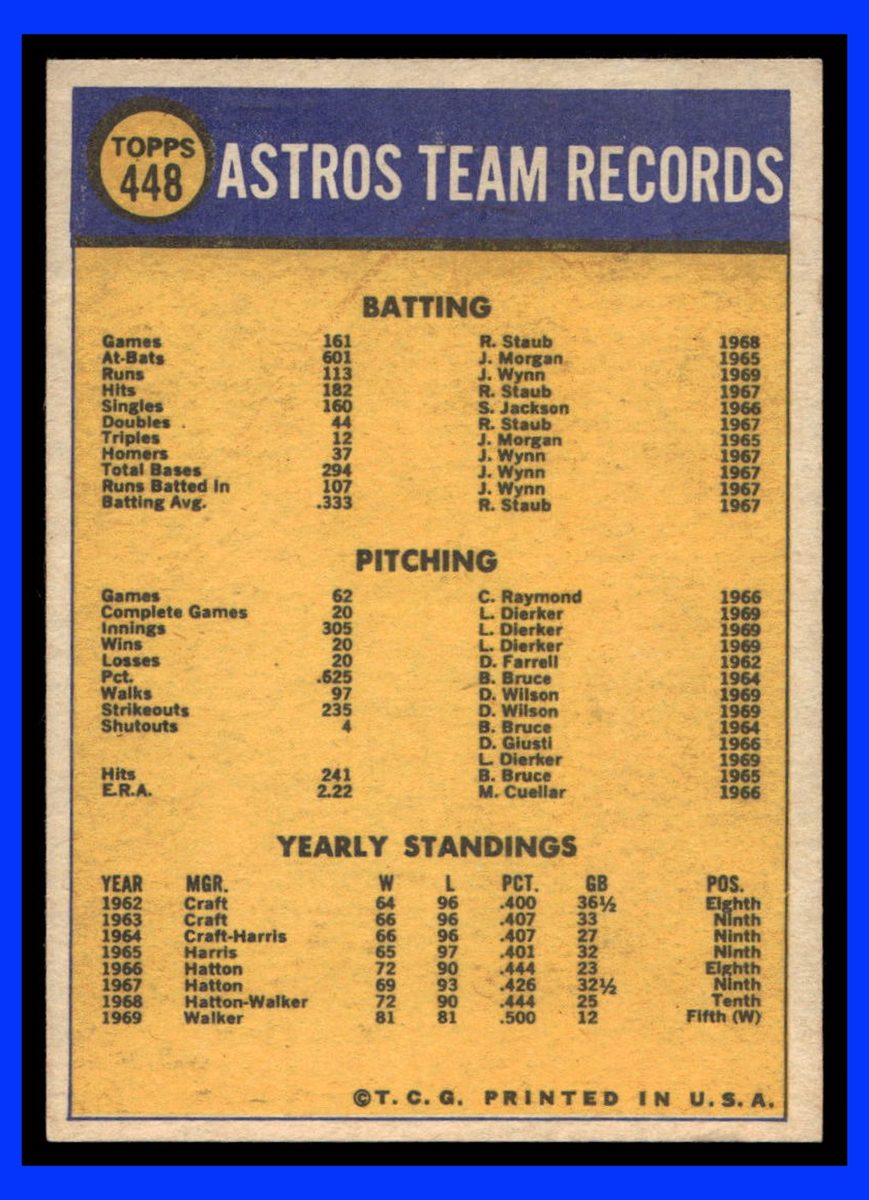 TOPPS
448
ASTROS TEAM RECORDS
BATTING
Games 161 R. Staub 1968
At-Bats 601 J. Morgan 1965
Runs 113 J. Wynn 1969
Hits 182 R. Staub 1967
Singles 160 S. Jackson 1966
Doubles 44 R. Staub 1967
Triples 12 J. Morgan 1965
Homers 37 J. Wynn 1967
Total Bases 294 J. Wynn 1967
Runs Batted In 107 J. Wynn 1967
Batting Avg. .333 R. Staub 1967
PITCHING
Games 62 C. Raymond 1966
Complete Games 20 L. Dierker 1969
Innings 305 L. Dierker 1969
Wins 20 L. Dierker 1969
Losses 20 D. Farrell 1962
Pct. .625 B. Bruce 1964
Walks 97 D. Wilson 1969
Strikeouts 235 D. Wilson 1969
Shutouts 4 B. Bruce 1964
D. Giusti 1966
L. Dierker 1969
Hits 241 B. Bruce 1965
E.R.A. 2.22 M. Cuellar 1966
YEARLY STANDINGS
YEAR MGR. W L PCT. GB POS.
1962 Craft 64 96 .400 36½ Eighth
1963 Craft 66 96 .407 33 Ninth
1964 Craft-Harris 66 96 .407 27 Ninth
1965 Harris 65 97 .401 32 Ninth
1966 Hatton 72 90 .444 23 Eighth
1967 Hatton 69 93 .426 32½ Ninth
1968 Hatton-Walker 72 90 .444 25 Tenth
1969 Walker 81 81 .500 12 Fifth (W)
©T. C. G. PRINTED IN U. S. A.